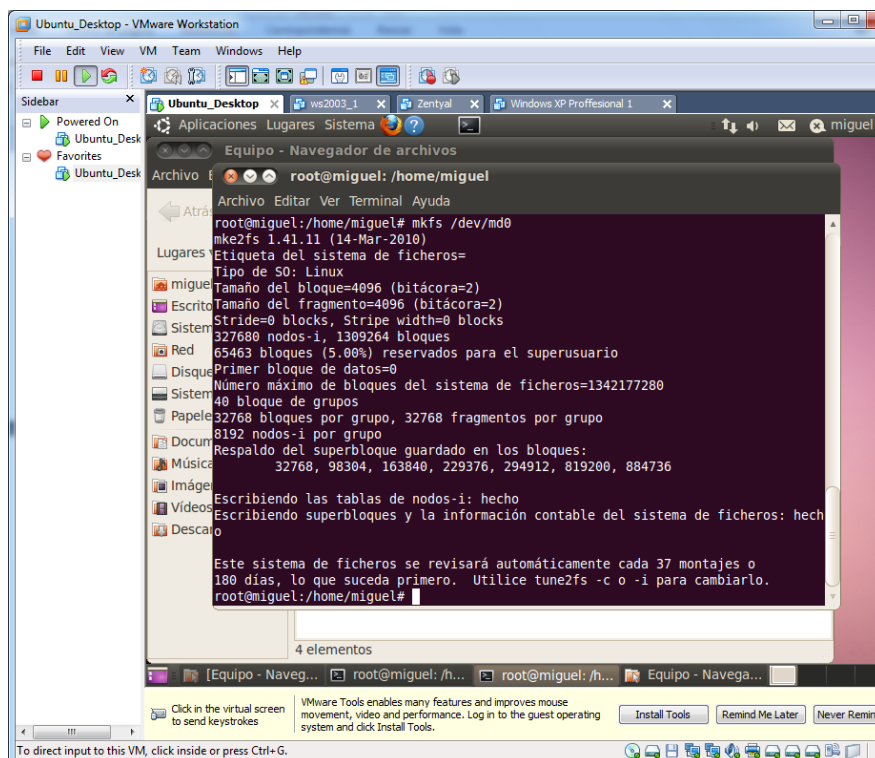 Ubuntu_Desktop - VMware Workstation
File Edit View VM Team Windows Help
Sidebar ×
Powered On
Ubuntu_Desk
Favorites
Ubuntu_Desk
Ubuntu_Desktop × ws2003_1 × Zentyal × Windows XP Proffesional 1 ×
Aplicaciones Lugares Sistema miguel
Equipo - Navegador de archivos
Archivo E
root@miguel: /home/miguel
Archivo Editar Ver Terminal Ayuda
Atrás
Lugares
miguel
Escrito
Sistem
Red
Disque
Sistem
Papele
Docum
Música
Imáge
Vídeos
Descar
root@miguel:/home/miguel# mkfs /dev/md0
mke2fs 1.41.11 (14-Mar-2010)
Etiqueta del sistema de ficheros=
Tipo de SO: Linux
Tamaño del bloque=4096 (bitácora=2)
Tamaño del fragmento=4096 (bitácora=2)
Stride=0 blocks, Stripe width=0 blocks
327680 nodos-i, 1309264 bloques
65463 bloques (5.00%) reservados para el superusuario
Primer bloque de datos=0
Número máximo de bloques del sistema de ficheros=1342177280
40 bloque de grupos
32768 bloques por grupo, 32768 fragmentos por grupo
8192 nodos-i por grupo
Respaldo del superbloque guardado en los bloques:
32768, 98304, 163840, 229376, 294912, 819200, 884736
Escribiendo las tablas de nodos-i: hecho
Escribiendo superbloques y la información contable del sistema de ficheros: hech
o
Este sistema de ficheros se revisará automáticamente cada 37 montajes o
180 días, lo que suceda primero.  Utilice tune2fs -c o -i para cambiarlo.
root@miguel:/home/miguel#
4 elementos
[Equipo - Naveg... root@miguel: /h... root@miguel: /h... Equipo - Navega...
Click in the virtual screen
to send keystrokes
VMware Tools enables many features and improves mouse
movement, video and performance. Log in to the guest operating
system and click Install Tools.
Install Tools Remind Me Later Never Remin
To direct input to this VM, click inside or press Ctrl+G.